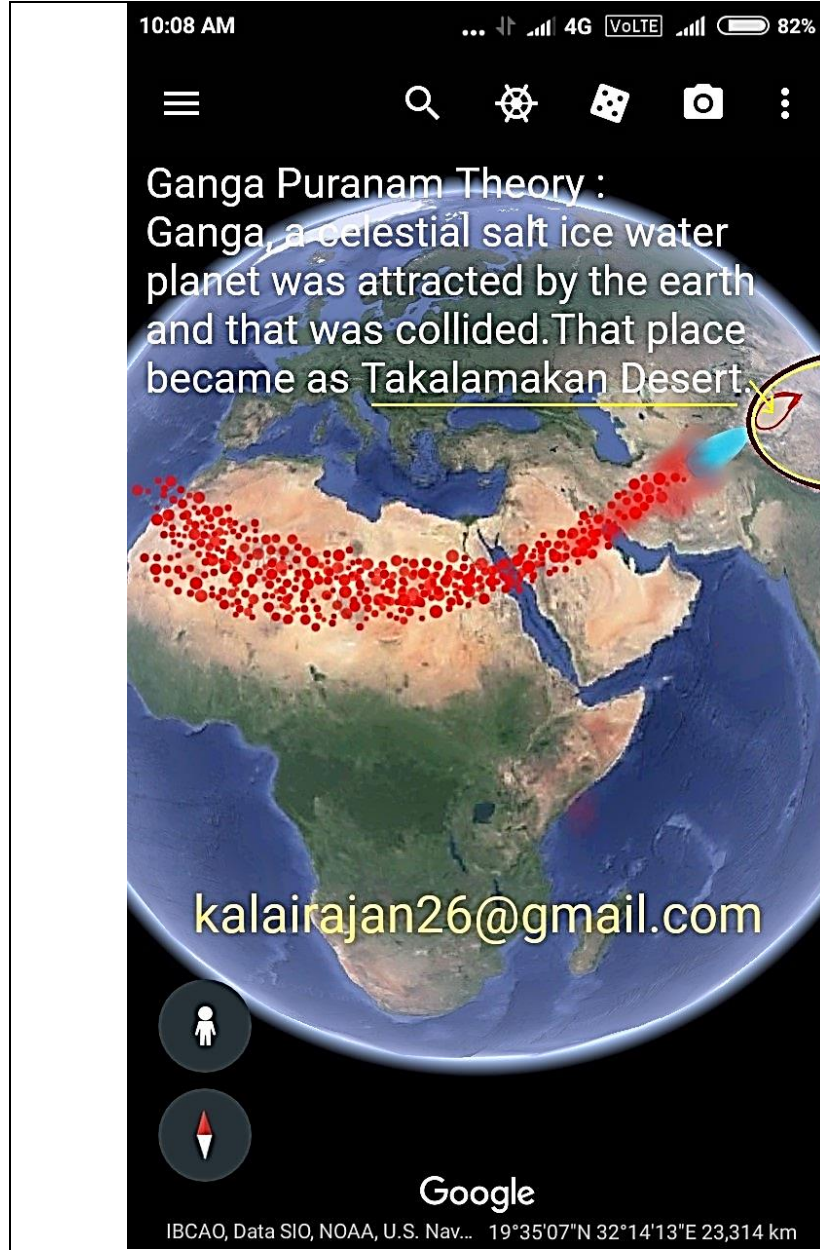 10:08 AM ... 4G VoLTE 82%
Ganga Puranam Theory :
Ganga, a celestial salt ice water
planet was attracted by the earth
and that was collided.That place
became as Takalamakan Desert.
kalairajan26@gmail.com
Google
IBCAO, Data SIO, NOAA, U.S. Nav... 19°35'07"N 32°14'13"E 23,314 km